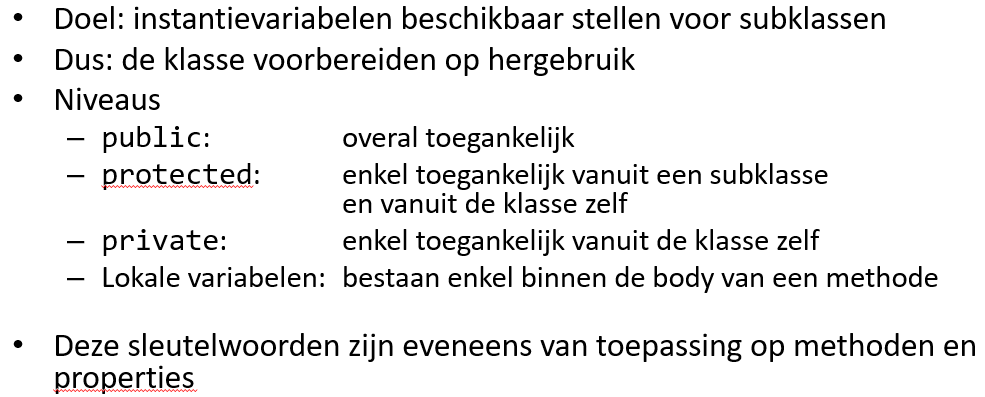 • Doel: instantievariabelen beschikbaar stellen voor subklassen
• Dus: de klasse voorbereiden op hergebruik
• Niveaus
– public: overal toegankelijk
– protected: enkel toegankelijk vanuit een subklasse
en vanuit de klasse zelf
– private: enkel toegankelijk vanuit de klasse zelf
– Lokale variabelen: bestaan enkel binnen de body van een methode
• Deze sleutelwoorden zijn eveneens van toepassing op methoden en
properties